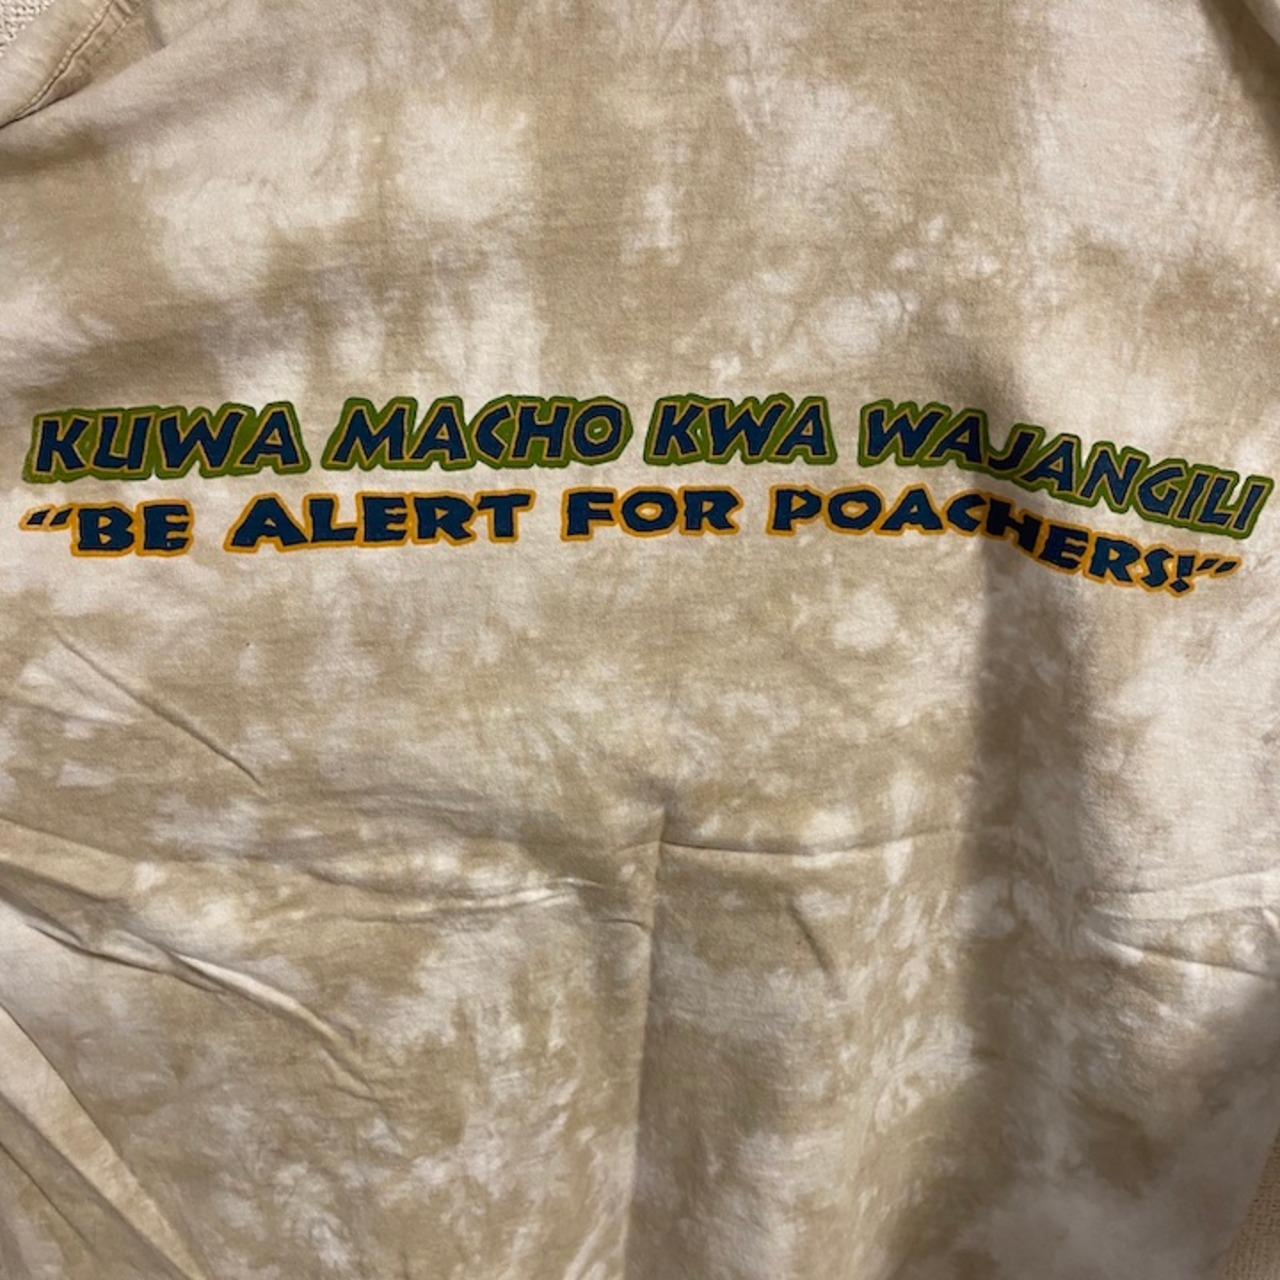 KUWA MACHO KWA WAJANGILI
“BE ALERT FOR POACHERS!”